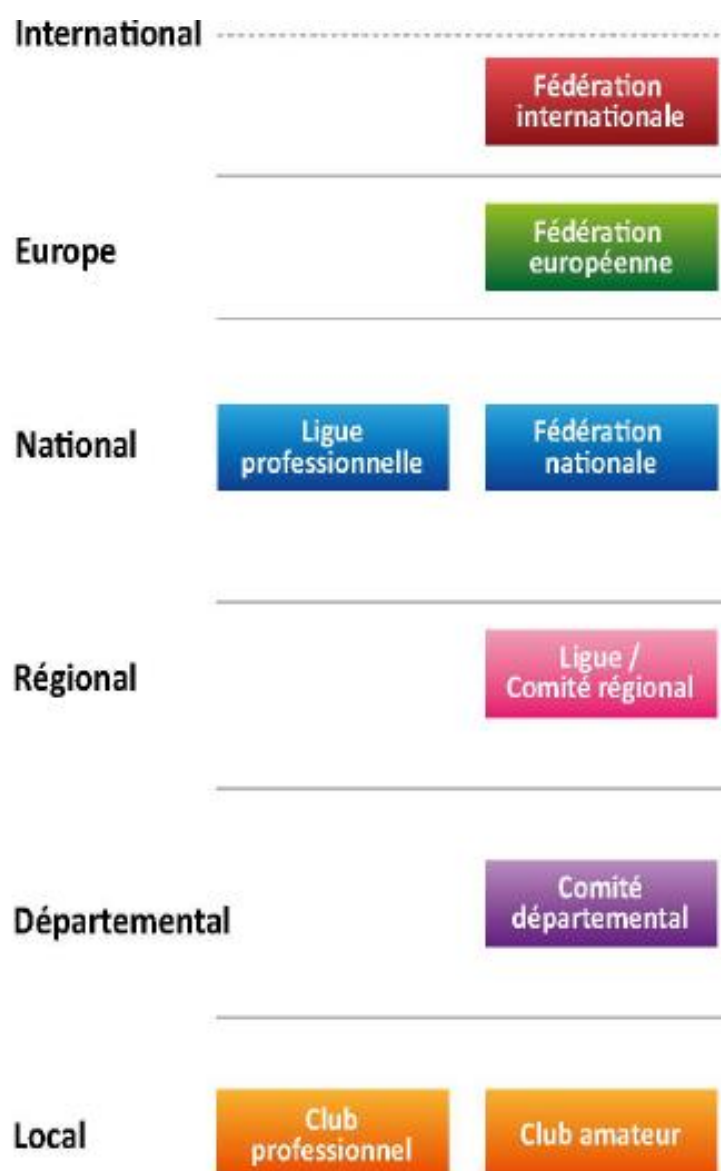 International
Fédération
internationale
Europe
Fédération
européenne
National
Ligue
professionnelle
Fédération
nationale
Régional
Ligue /
Comité régional
Départemental
Comité
départemental
Local
Club
professionnel
Club amateur